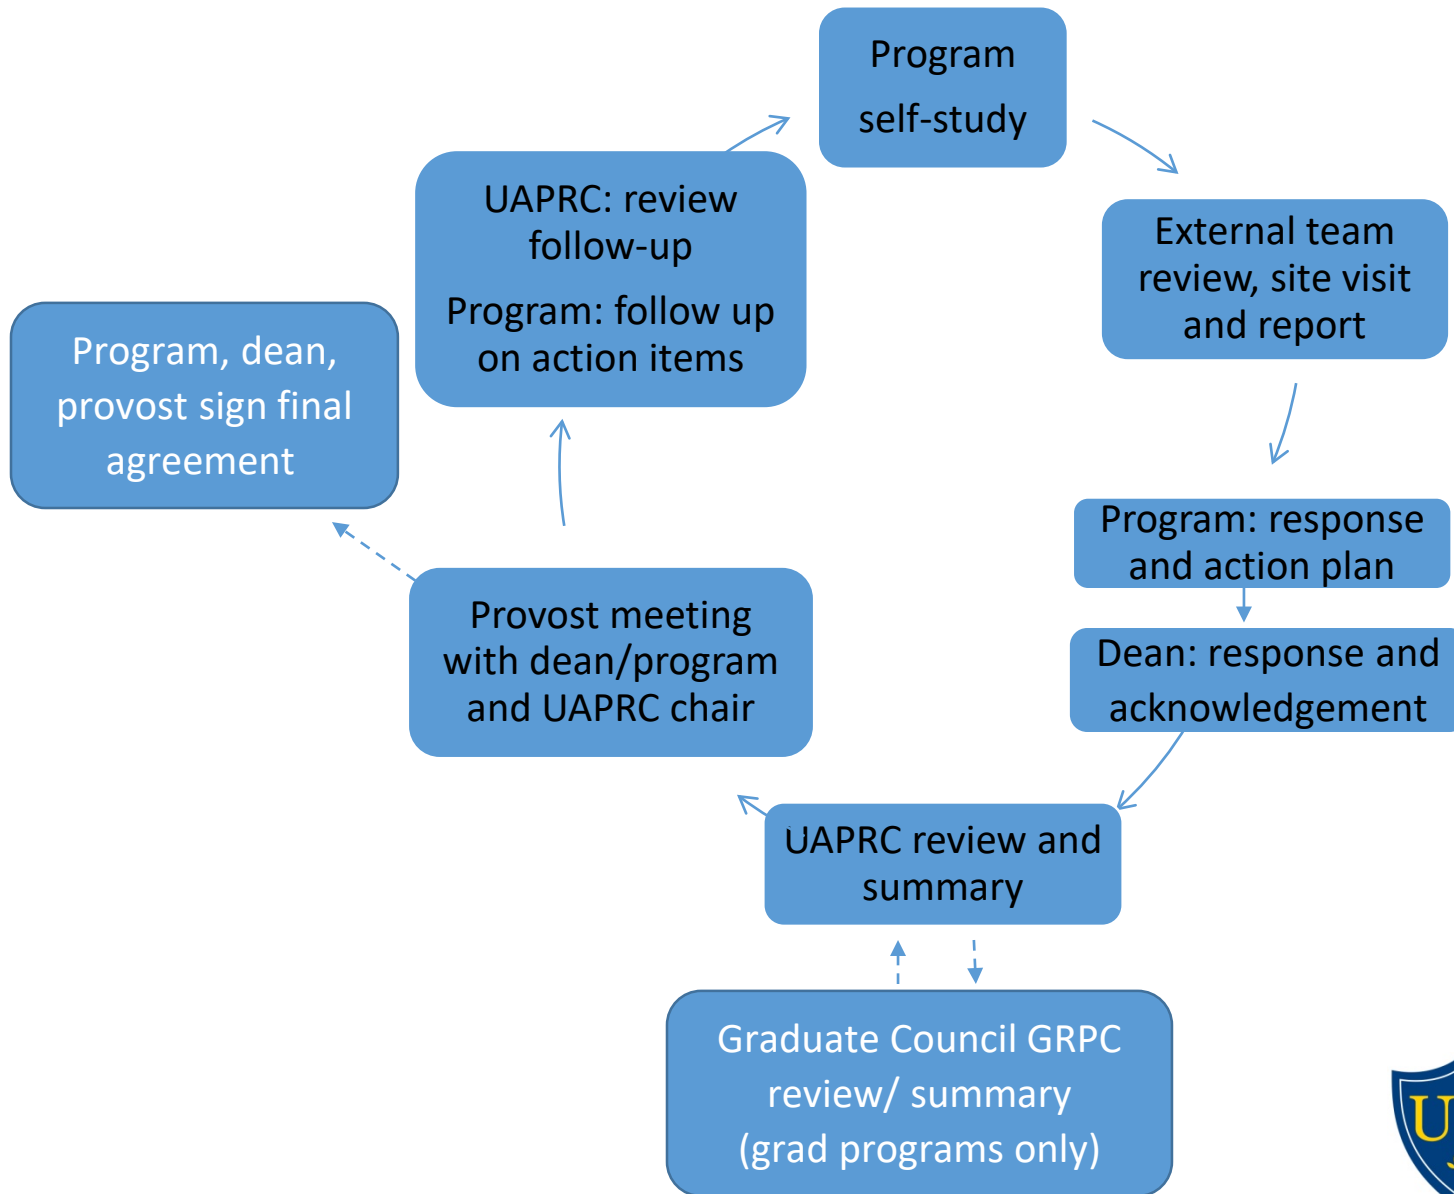 Program
self-study
External team
review, site visit
and report
Program: response
and action plan
Dean: response and
acknowledgement
UAPRC review and
summary
Graduate Council GRPC
review/ summary
(grad programs only)
Provost meeting
with dean/program
and UAPRC chair
Program, dean,
provost sign final
agreement
UAPRC: review
follow-up
Program: follow up
on action items